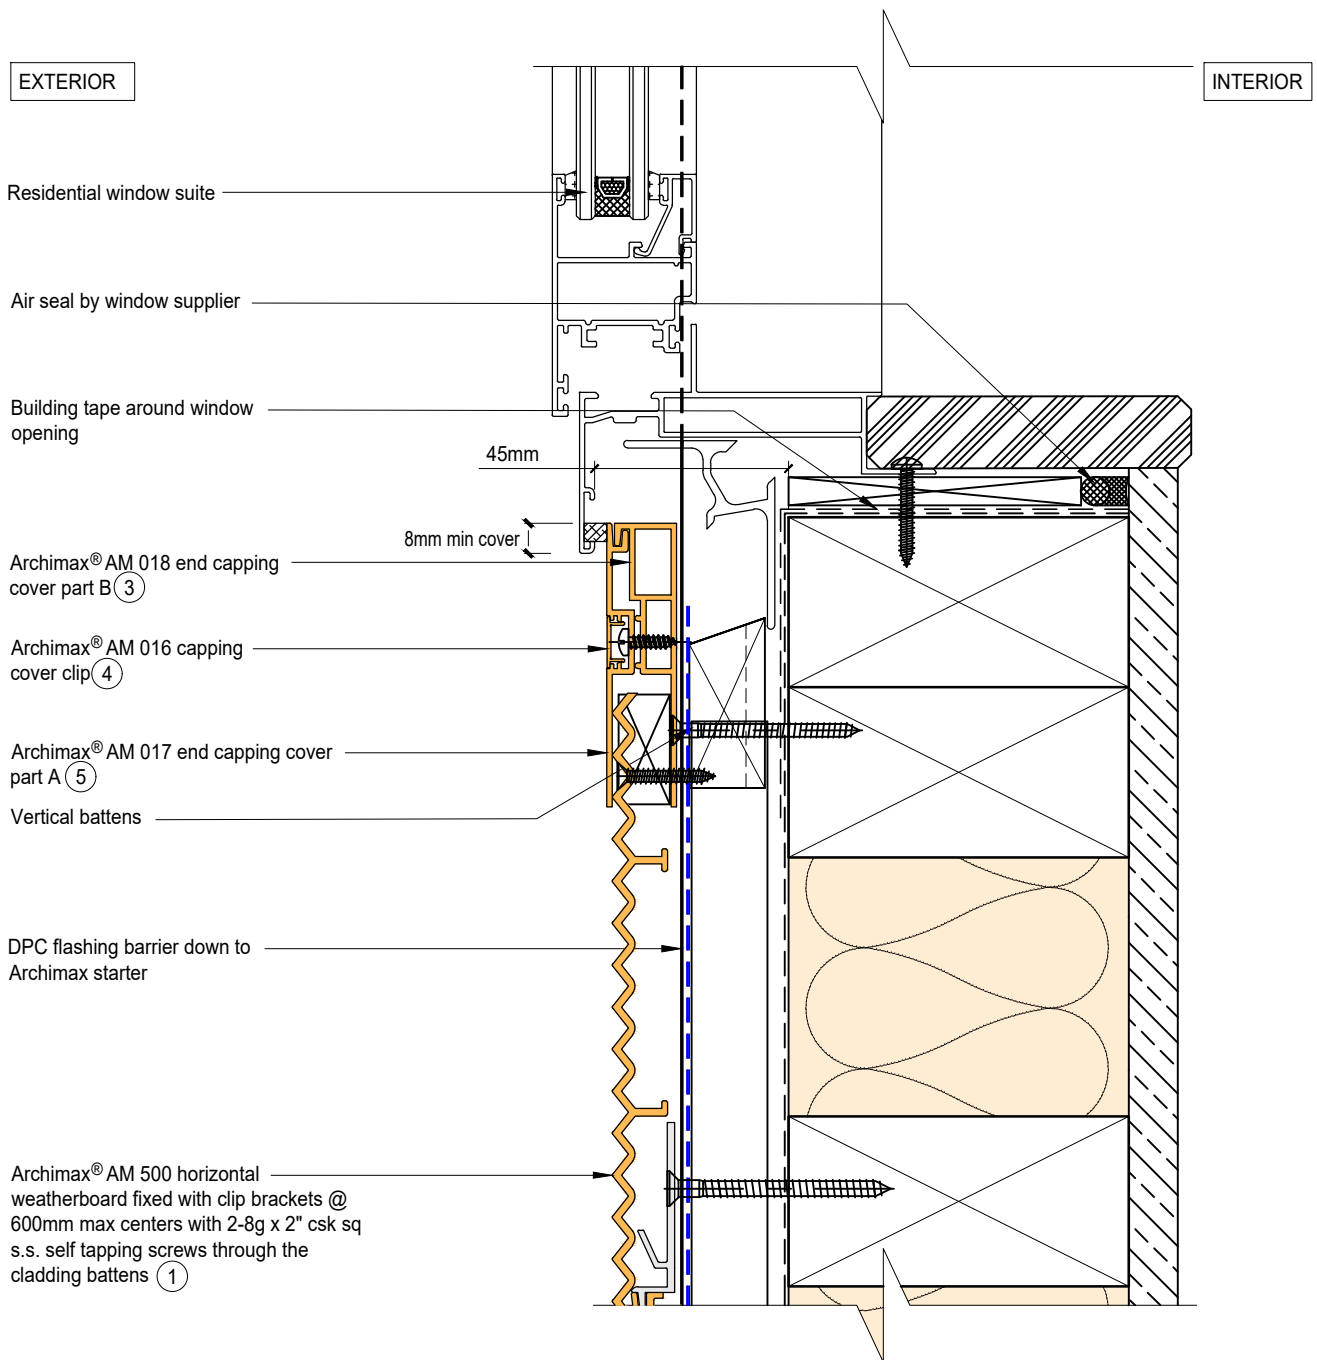 EXTERIOR
INTERIOR
Residential window suite
Air seal by window supplier
Building tape around window
opening
45mm
8mm min cover
Archimax® AM 018 end capping
cover part B 3
Archimax® AM 016 capping
cover clip 4
Archimax® AM 017 end capping cover
part A 5
Vertical battens
DPC flashing barrier down to
Archimax starter
Archimax® AM 500 horizontal
weatherboard fixed with clip brackets @
600mm max centers with 2-8g x 2" csk sq
s.s. self tapping screws through the
cladding battens 1